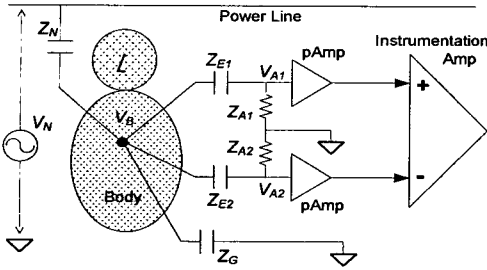 Power Line
Z_N
Z_E1
V_A1
pAmp
Instrumentation
Amp
L
Z_A1
+
V_N
V_B
Z_A2
-
Body
Z_E2
V_A2
pAmp
Z_G